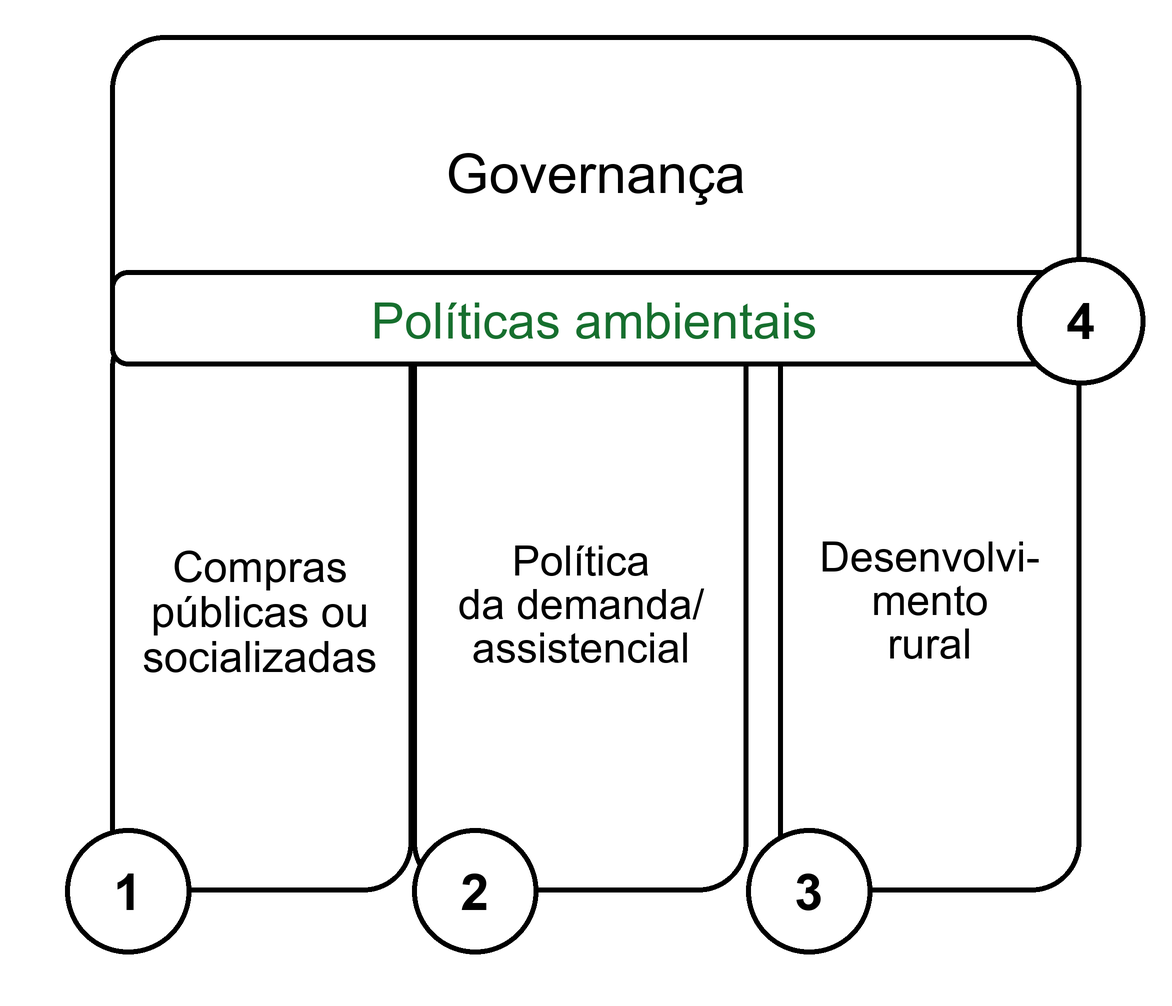 Governança
Políticas ambientais
4
Compras
públicas ou
socializadas
Política
da demanda/
assistencial
Desenvolvi-
mento
rural
1
2
3